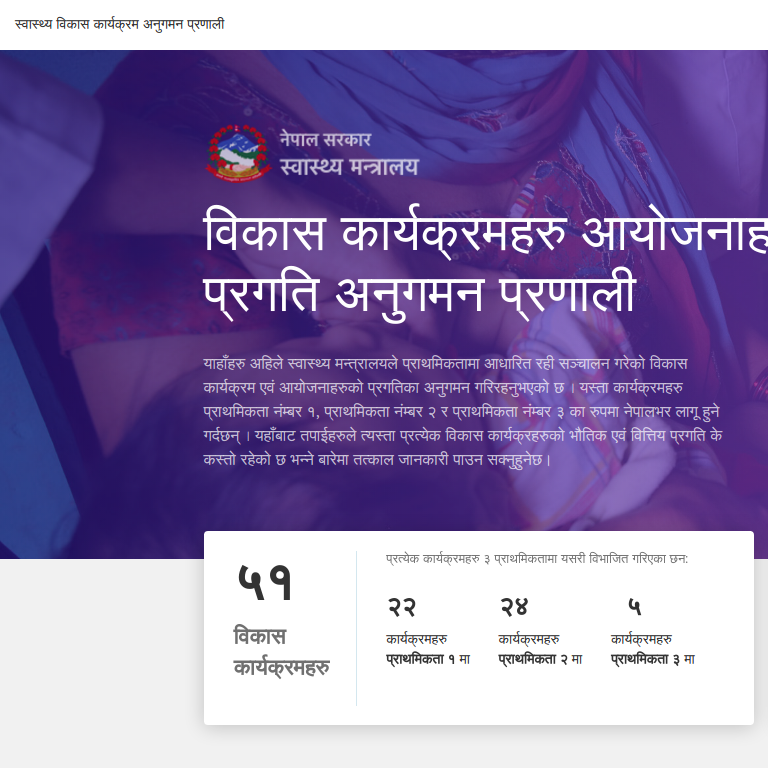 स्वास्थ्य विकास कार्यक्रम अनुगमन प्रणाली
नेपाल सरकार
स्वास्थ्य मन्त्रालय
विकास कार्यक्रमहरु आयोजनाह
प्रगति अनुगमन प्रणाली
याहाँहरु अहिले स्वास्थ्य मन्त्रालयले प्राथमिकतामा आधारित रही सञ्चालन गरेको विकास
कार्यक्रम एवं आयोजनाहरुको प्रगतिका अनुगमन गरिरहनुभएको छ । यस्ता कार्यक्रमहरु
प्राथमिकता नंम्बर १, प्राथमिकता नंम्बर २ र प्राथमिकता नंम्बर ३ का रुपमा नेपालभर लागू हुने
गर्दछन् । यहाँबाट तपाईहरुले त्यस्ता प्रत्येक विकास कार्यक्रहरुको भौतिक एवं वित्तिय प्रगति के
कस्तो रहेको छ भन्ने बारेमा तत्काल जानकारी पाउन सक्नुहुनेछ।
५१
विकास
कार्यक्रमहरु
प्रत्येक कार्यक्रमहरु ३ प्राथमिकतामा यसरी विभाजित गरिएका छन:
२२ २४ ५
कार्यक्रमहरु कार्यक्रमहरु कार्यक्रमहरु
प्राथमिकता १ मा प्राथमिकता २ मा प्राथमिकता ३ मा